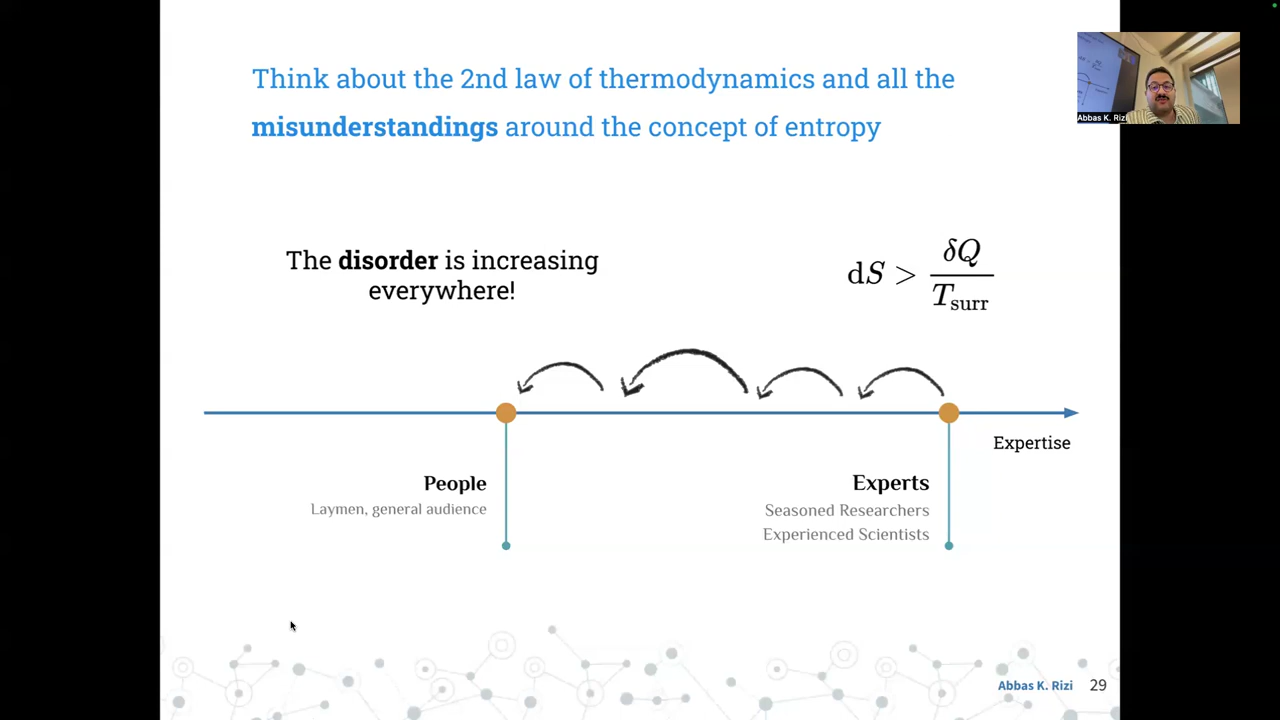 Think about the 2nd law of thermodynamics and all the
misunderstandings around the concept of entropy
Abbas K. Rizi
The disorder is increasing
everywhere!
dS > δQ / T_surr
Expertise
People
Laymen, general audience
Experts
Seasoned Researchers
Experienced Scientists
Abbas K. Rizi 29